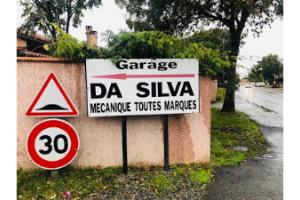 Garage
DA SILVA
MECANIQUE TOUTES MARQUES
30